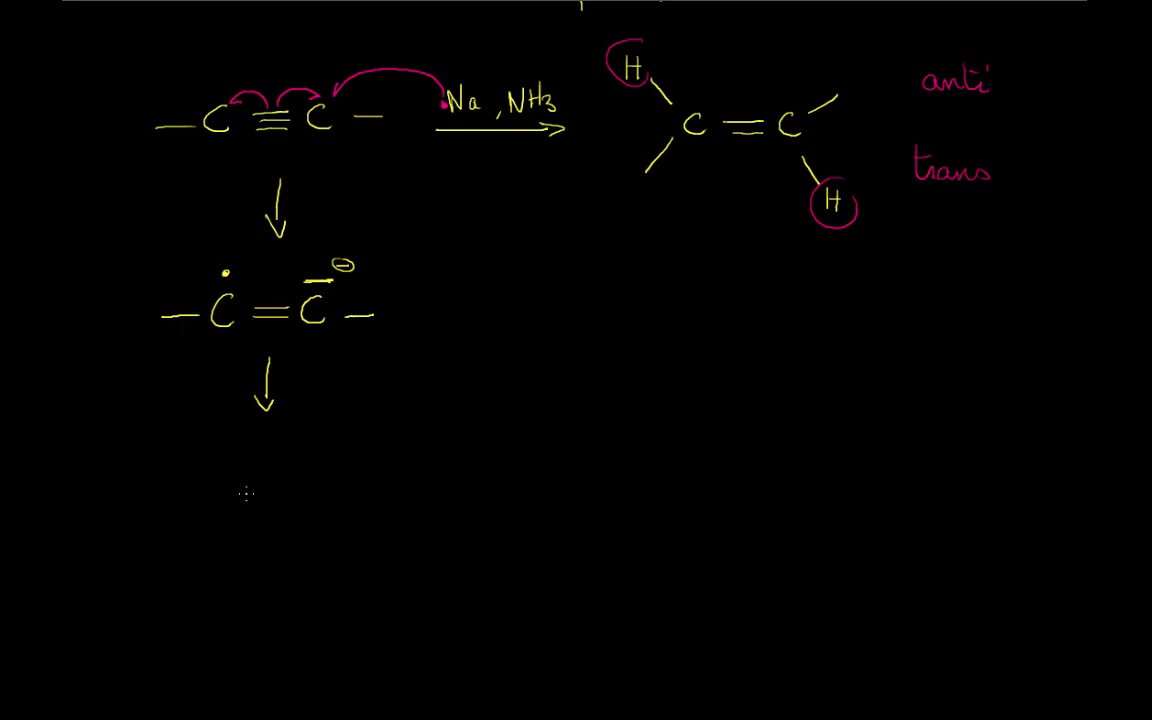 — C ≡ C —
Na , NH3
H
C = C
H
anti
trans
— Ċ = C̅ ⊖ —